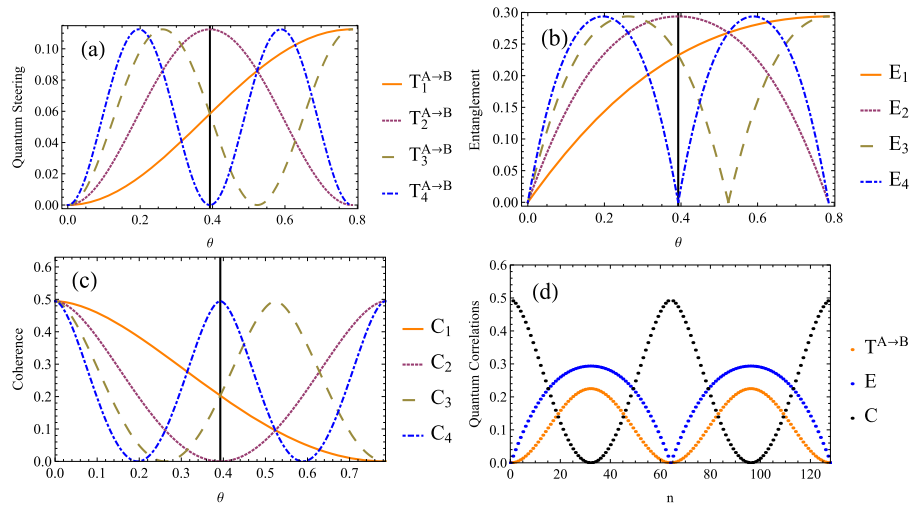 (a)
Quantum Steering
0.10
0.08
0.06
0.04
0.02
0.00
0.0 0.2 0.4 0.6 0.8
θ
T₁^{A→B}
T₂^{A→B}
T₃^{A→B}
T₄^{A→B}
(b)
Entanglement
0.30
0.25
0.20
0.15
0.10
0.05
0.00
0.0 0.2 0.4 0.6 0.8
θ
E₁
E₂
E₃
E₄
(c)
Coherence
0.6
0.5
0.4
0.3
0.2
0.1
0.0
0.0 0.1 0.2 0.3 0.4 0.5 0.6 0.7
θ
C₁
C₂
C₃
C₄
(d)
Quantum Correlations
0.6
0.5
0.4
0.3
0.2
0.1
0.0
0 20 40 60 80 100 120
n
T^{A→B}
E
C